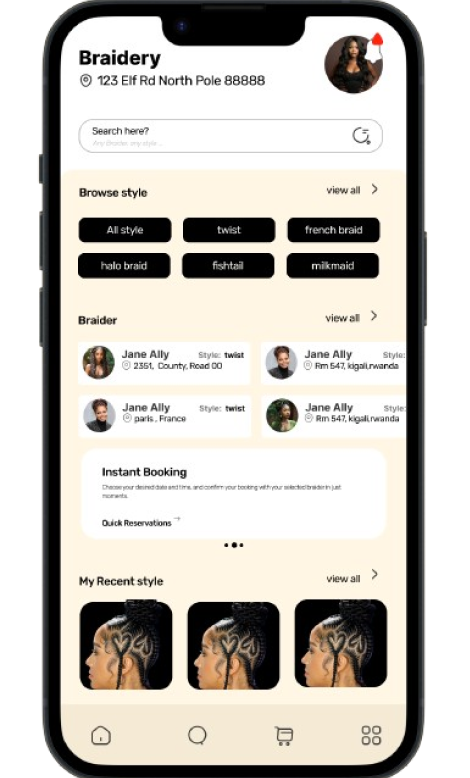 Braidery
123 Elf Rd North Pole 88888
Search here?
Any Braider, any style ...
Browse style
view all
All style
twist
french braid
halo braid
fishtail
milkmaid
Braider
view all
Jane Ally
Style: twist
2351, County, Road 00
Jane Ally
Style:
Rm 547, kigali,rwanda
Jane Ally
Style: twist
paris , France
Jane Ally
Style:
Rm 547, kigali,rwanda
Instant Booking
Choose your desired date and time, and confirm your booking with your selected braider in just
moments.
Quick Reservations
My Recent style
view all